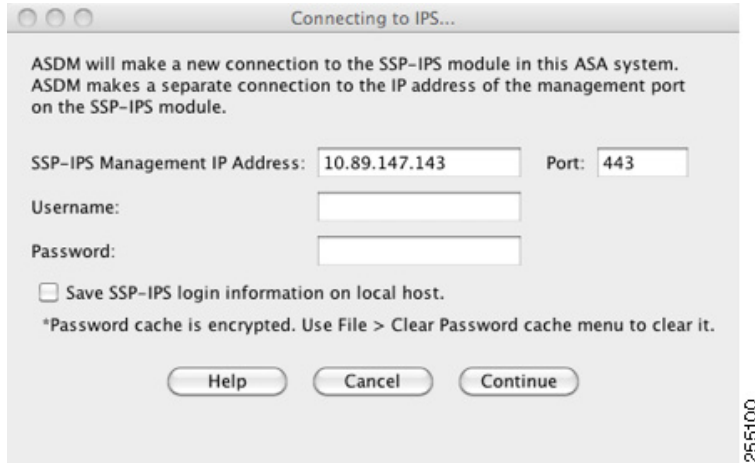 Connecting to IPS...
ASDM will make a new connection to the SSP-IPS module in this ASA system.
ASDM makes a separate connection to the IP address of the management port
on the SSP-IPS module.
SSP-IPS Management IP Address: 10.89.147.143 Port: 443
Username:
Password:
Save SSP-IPS login information on local host.
*Password cache is encrypted. Use File > Clear Password cache menu to clear it.
Help Cancel Continue
255100